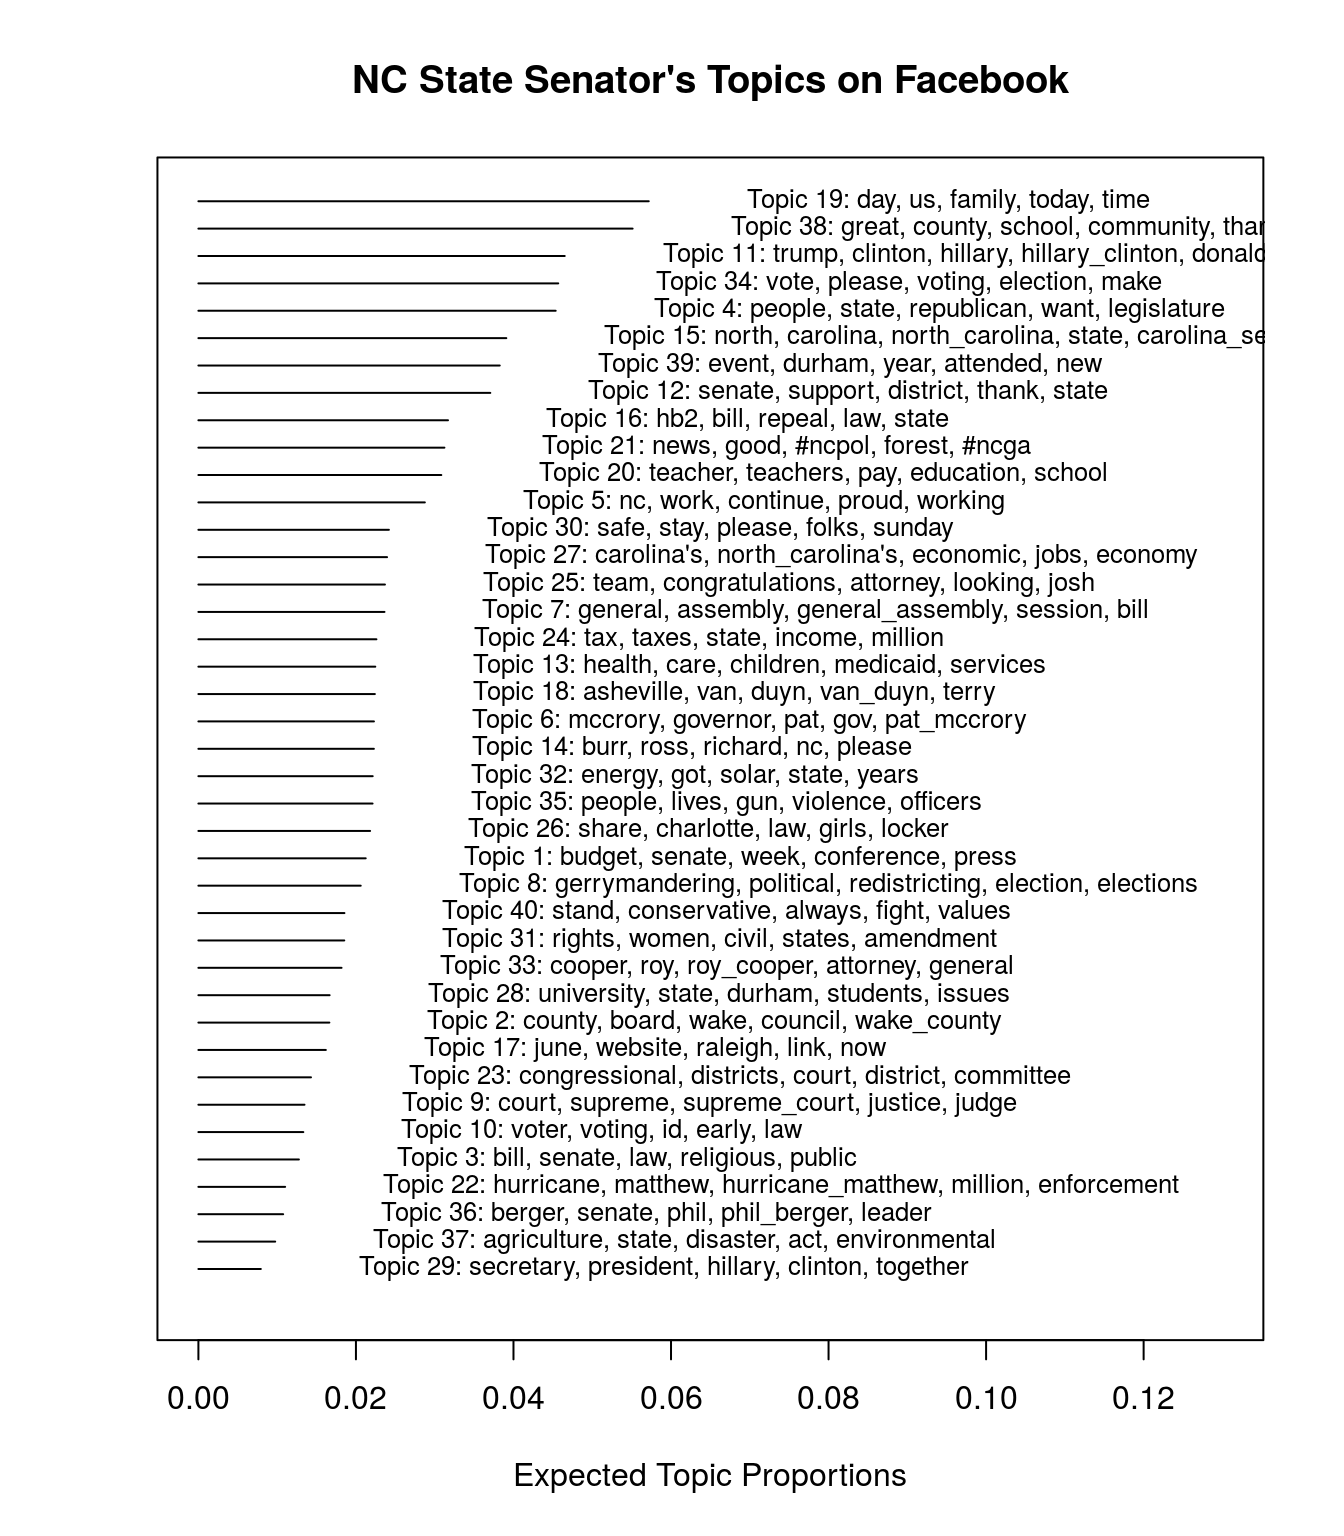 NC State Senator's Topics on Facebook
Topic 19: day, us, family, today, time
Topic 38: great, county, school, community,
Topic 11: trump, clinton, hillary, hillary_clinton,
Topic 34: vote, please, voting, election, make
Topic 4: people, state, republican, want, legislature
Topic 15: north, carolina, north_carolina, state,
Topic 39: event, durham, year, attended, new
Topic 12: senate, support, district, thank, state
Topic 16: hb2, bill, repeal, law, state
Topic 21: news, good, #ncpol, forest, #ncga
Topic 20: teacher, teachers, pay, education, school
Topic 5: nc, work, continue, proud, working
Topic 30: safe, stay, please, folks, sunday
Topic 27: carolina's, north_carolina's, economic, jobs, economy
Topic 25: team, congratulations, attorney, looking, josh
Topic 7: general, assembly, general_assembly, session, bill
Topic 24: tax, taxes, state, income, million
Topic 13: health, care, children, medicaid, services
Topic 18: asheville, van, duyn, van_duyn, terry
Topic 6: mccrory, governor, pat, gov, pat_mccrory
Topic 14: burr, ross, richard, nc, please
Topic 32: energy, got, solar, state, years
Topic 35: people, lives, gun, violence, officers
Topic 26: share, charlotte, law, girls, locker
Topic 1: budget, senate, week, conference, press
Topic 8: gerrymandering, political, redistricting, election, elections
Topic 40: stand, conservative, always, fight, values
Topic 31: rights, women, civil, states, amendment
Topic 33: cooper, roy, roy_cooper, attorney, general
Topic 28: university, state, durham, students, issues
Topic 2: county, board, wake, council, wake_county
Topic 17: june, website, raleigh, link, now
Topic 23: congressional, districts, court, district, committee
Topic 9: court, supreme, supreme_court, justice, judge
Topic 10: voter, voting, id, early, law
Topic 3: bill, senate, law, religious, public
Topic 22: hurricane, matthew, hurricane_matthew, million, enforcement
Topic 36: berger, senate, phil, phil_berger, leader
Topic 37: agriculture, state, disaster, act, environmental
Topic 29: secretary, president, hillary, clinton, together
0.00 0.02 0.04 0.06 0.08 0.10 0.12
Expected Topic Proportions